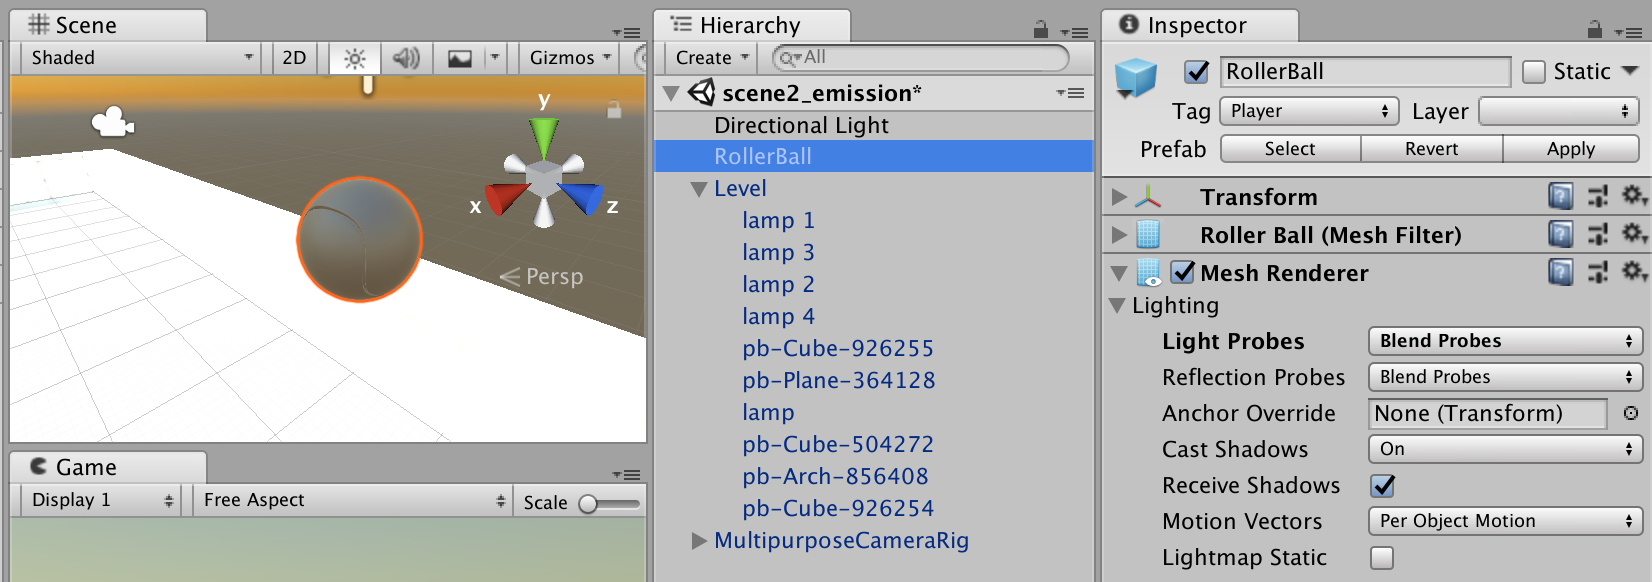 Scene
Shaded
2D
Gizmos
y
x
z
Persp
Game
Display 1
Free Aspect
Scale
Hierarchy
Create
All
scene2_emission*
Directional Light
RollerBall
Level
lamp 1
lamp 3
lamp 2
lamp 4
pb-Cube-926255
pb-Plane-364128
lamp
pb-Cube-504272
pb-Arch-856408
pb-Cube-926254
MultipurposeCameraRig
Inspector
RollerBall
Static
Tag Player Layer
Prefab Select Revert Apply
Transform
Roller Ball (Mesh Filter)
Mesh Renderer
Lighting
Light Probes Blend Probes
Reflection Probes Blend Probes
Anchor Override None (Transform)
Cast Shadows On
Receive Shadows
Motion Vectors Per Object Motion
Lightmap Static